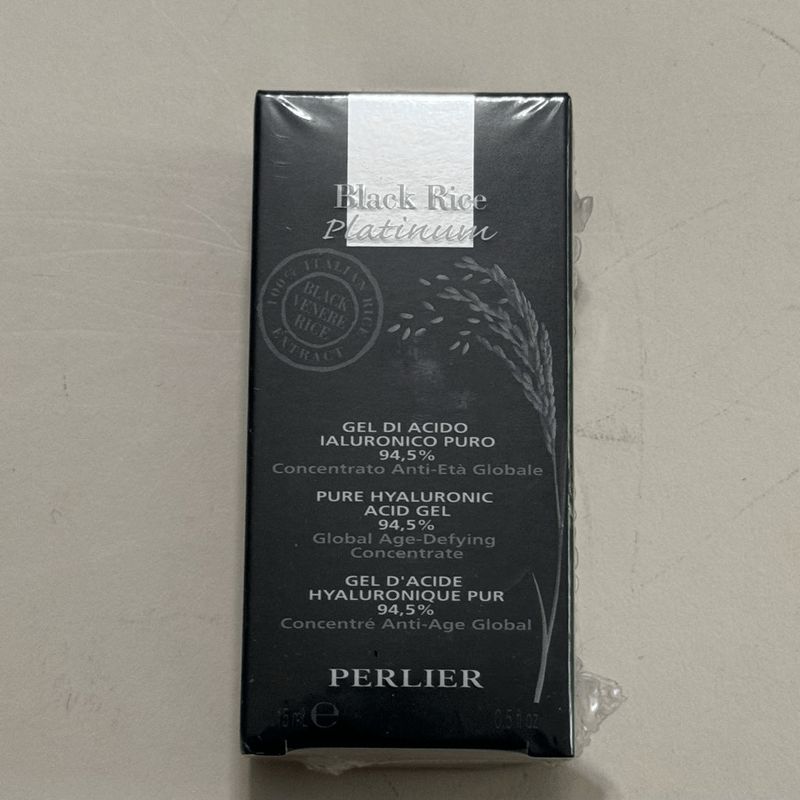 Black Rice
Platinum
100% ITALIAN RICE EXTRACT
BLACK
VENERE
RICE
GEL DI ACIDO
IALURONICO PURO
94,5%
Concentrato Anti-Età Globale
PURE HYALURONIC
ACID GEL
94,5%
Global Age-Defying
Concentrate
GEL D'ACIDE
HYALURONIQUE PUR
94,5%
Concentré Anti-Age Global
PERLIER
15 mL ℮ 0.5 fl oz